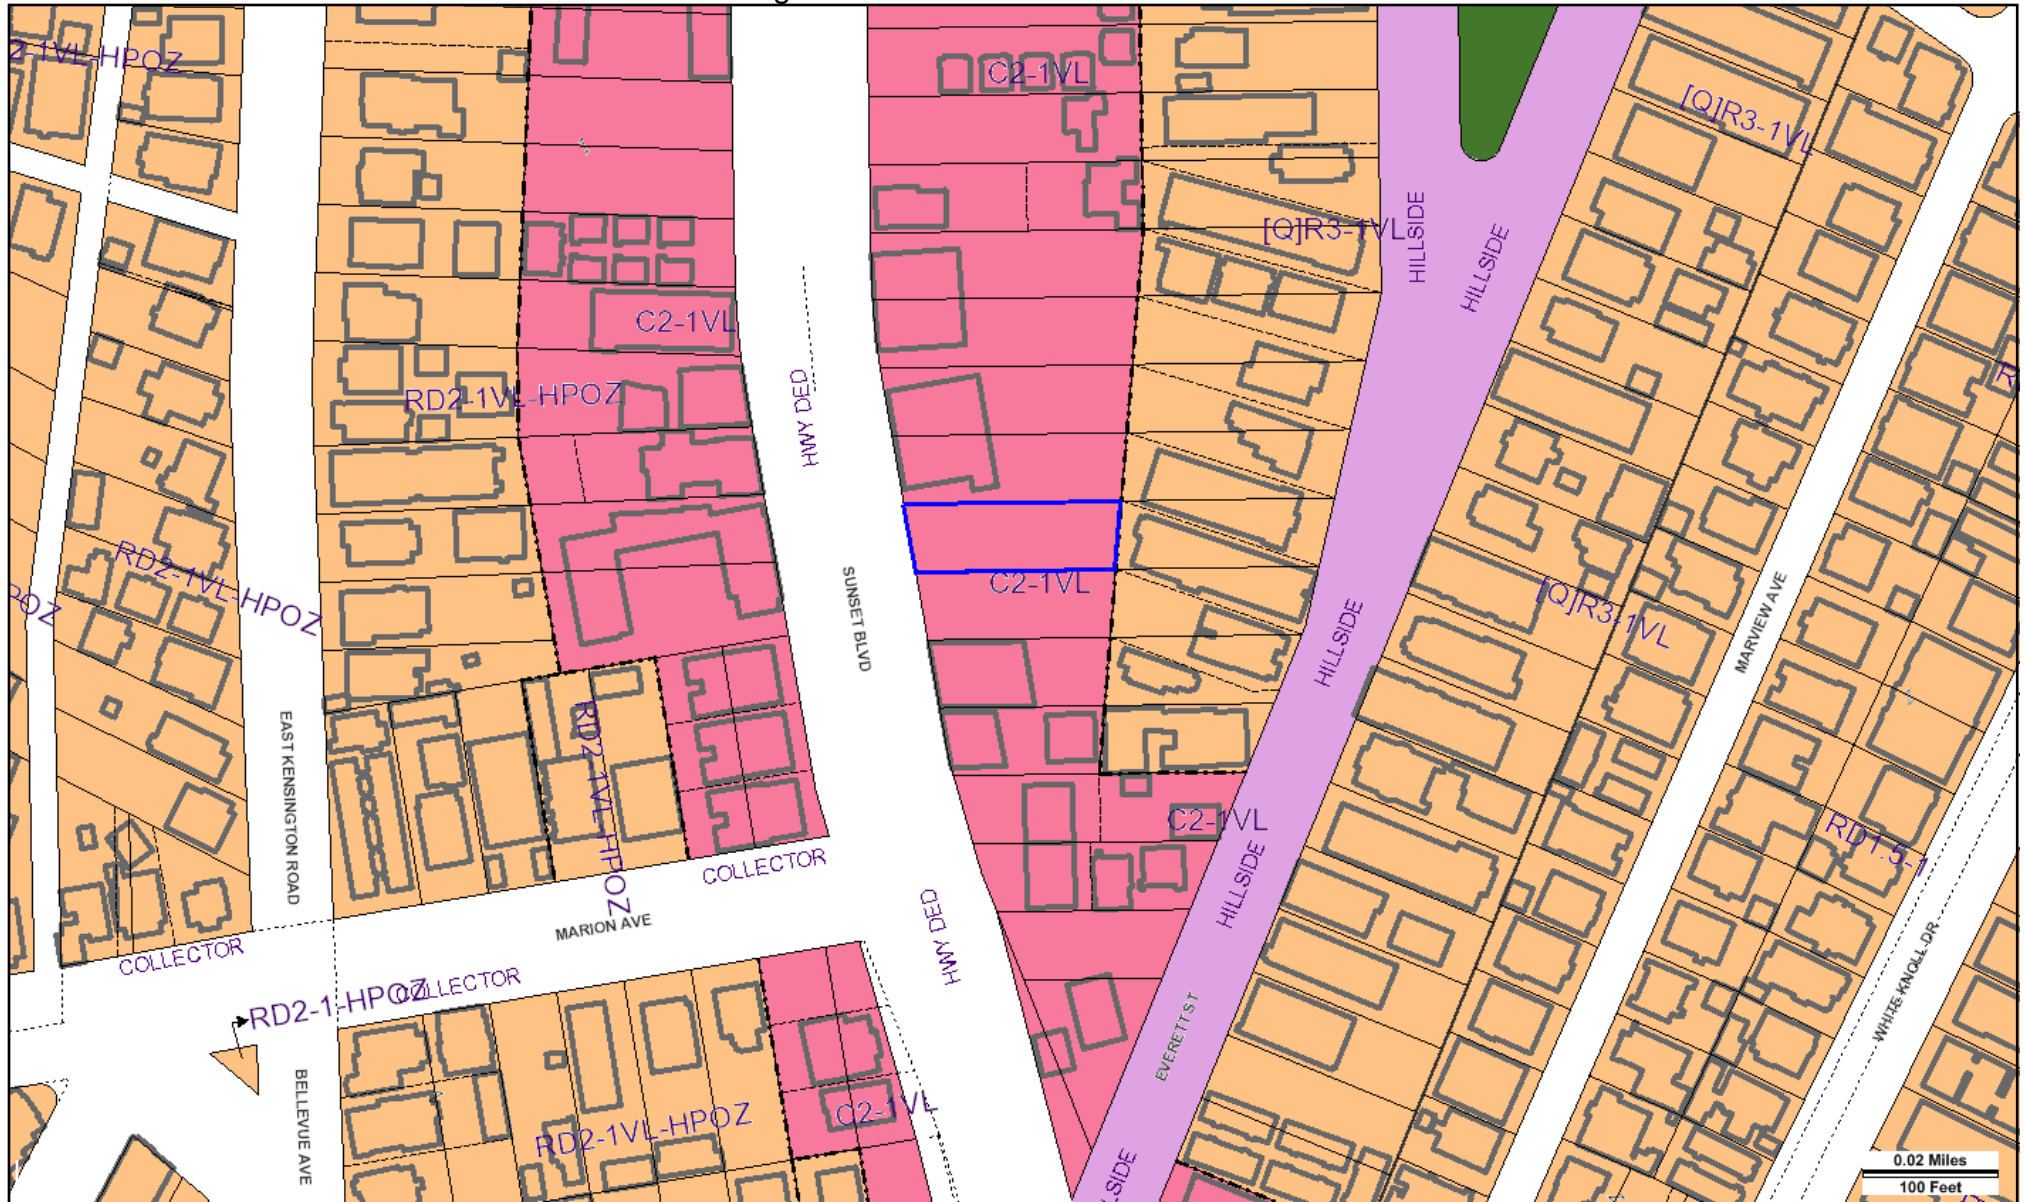 2-1VL-HPOZ
C2-1VL
[Q]R3-1VL
[Q]R3-1VL
HILLSIDE
HILLSIDE
C2-1VL
HWY DED
RD2-1VL-HPOZ
RD2-1VL-HPOZ
POZ
C2-1VL
SUNSET BLVD
HILLSIDE
[Q]R3-1VL
MARVIEW AVE
EAST KENSINGTON ROAD
RD2-1VL-HPOZ
C2-1VL
HILLSIDE
RD1.5-1
COLLECTOR
HWY DED
MARION AVE
COLLECTOR
COLLECTOR
RD2-1-HPOZ
WHITE KNOLL DR
EVERETT ST
BELLEVUE AVE
RD2-1VL-HPOZ
C2-1VL
LSIDE
0.02 Miles
100 Feet